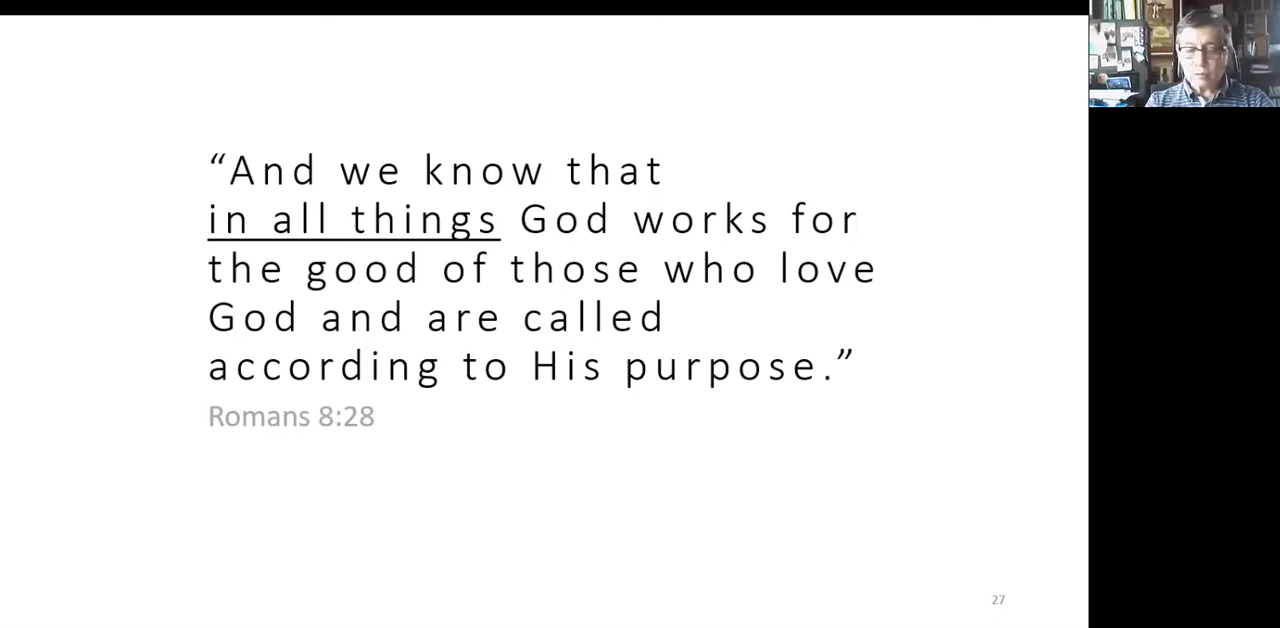 “And we know that
in all things God works for
the good of those who love
God and are called
according to His purpose.”
Romans 8:28
27